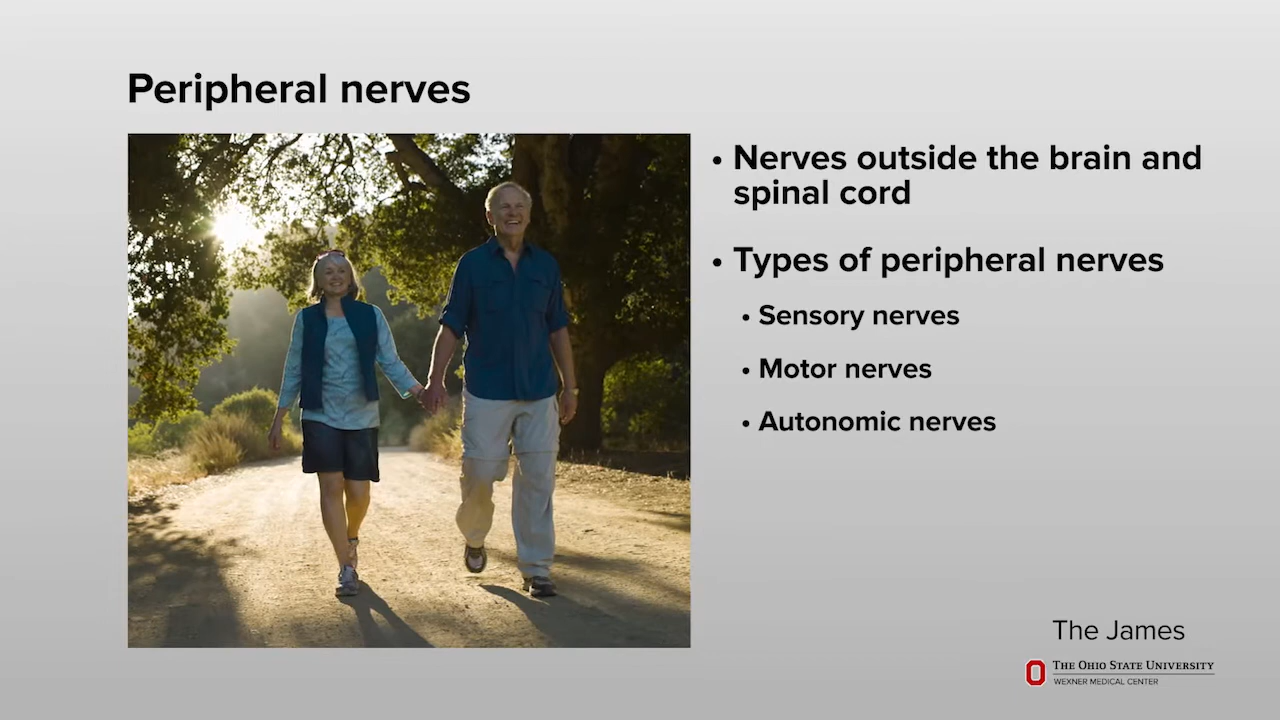 Peripheral nerves
• Nerves outside the brain and
spinal cord
• Types of peripheral nerves
• Sensory nerves
• Motor nerves
• Autonomic nerves
The James
THE OHIO STATE UNIVERSITY
WEXNER MEDICAL CENTER